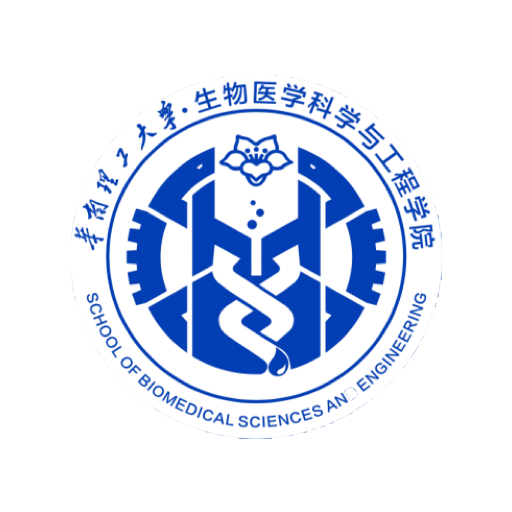 华南理工大学·生物医学科学与工程学院
SCHOOL OF BIOMEDICAL SCIENCES AND ENGINEERING